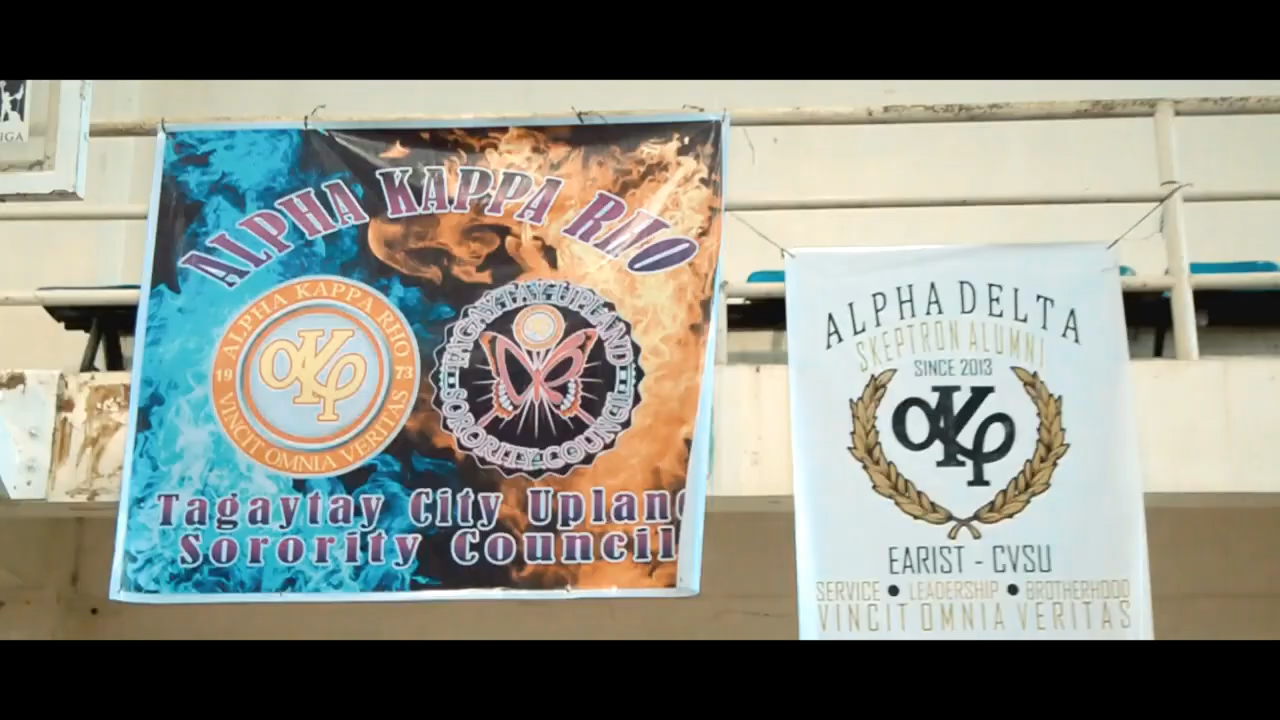 IGA
ALPHA KAPPA RHO
ALPHA KAPPA RHO
19 73
αΚρ
VINCIT OMNIA VERITAS
TAGAYTAY UPLAND
SORORITY COUNCIL
Tagaytay City Upland
Sorority Council
ALPHA DELTA
SKEPTRON ALUMNI
SINCE 2013
αΚρ
EARIST - CVSU
SERVICE ● LEADERSHIP ● BROTHERHOOD
VINCIT OMNIA VERITAS